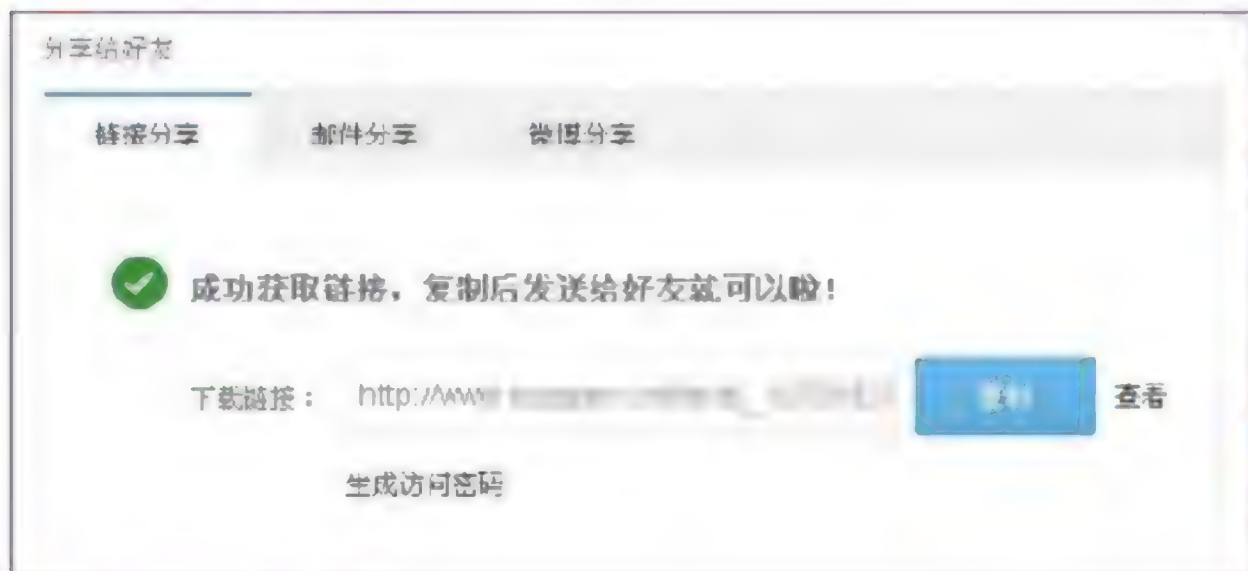 分享给好友
链接分享 邮件分享 微博分享
成功获取链接，复制后发送给好友就可以啦！
下载链接： http://www 查看
生成访问密码